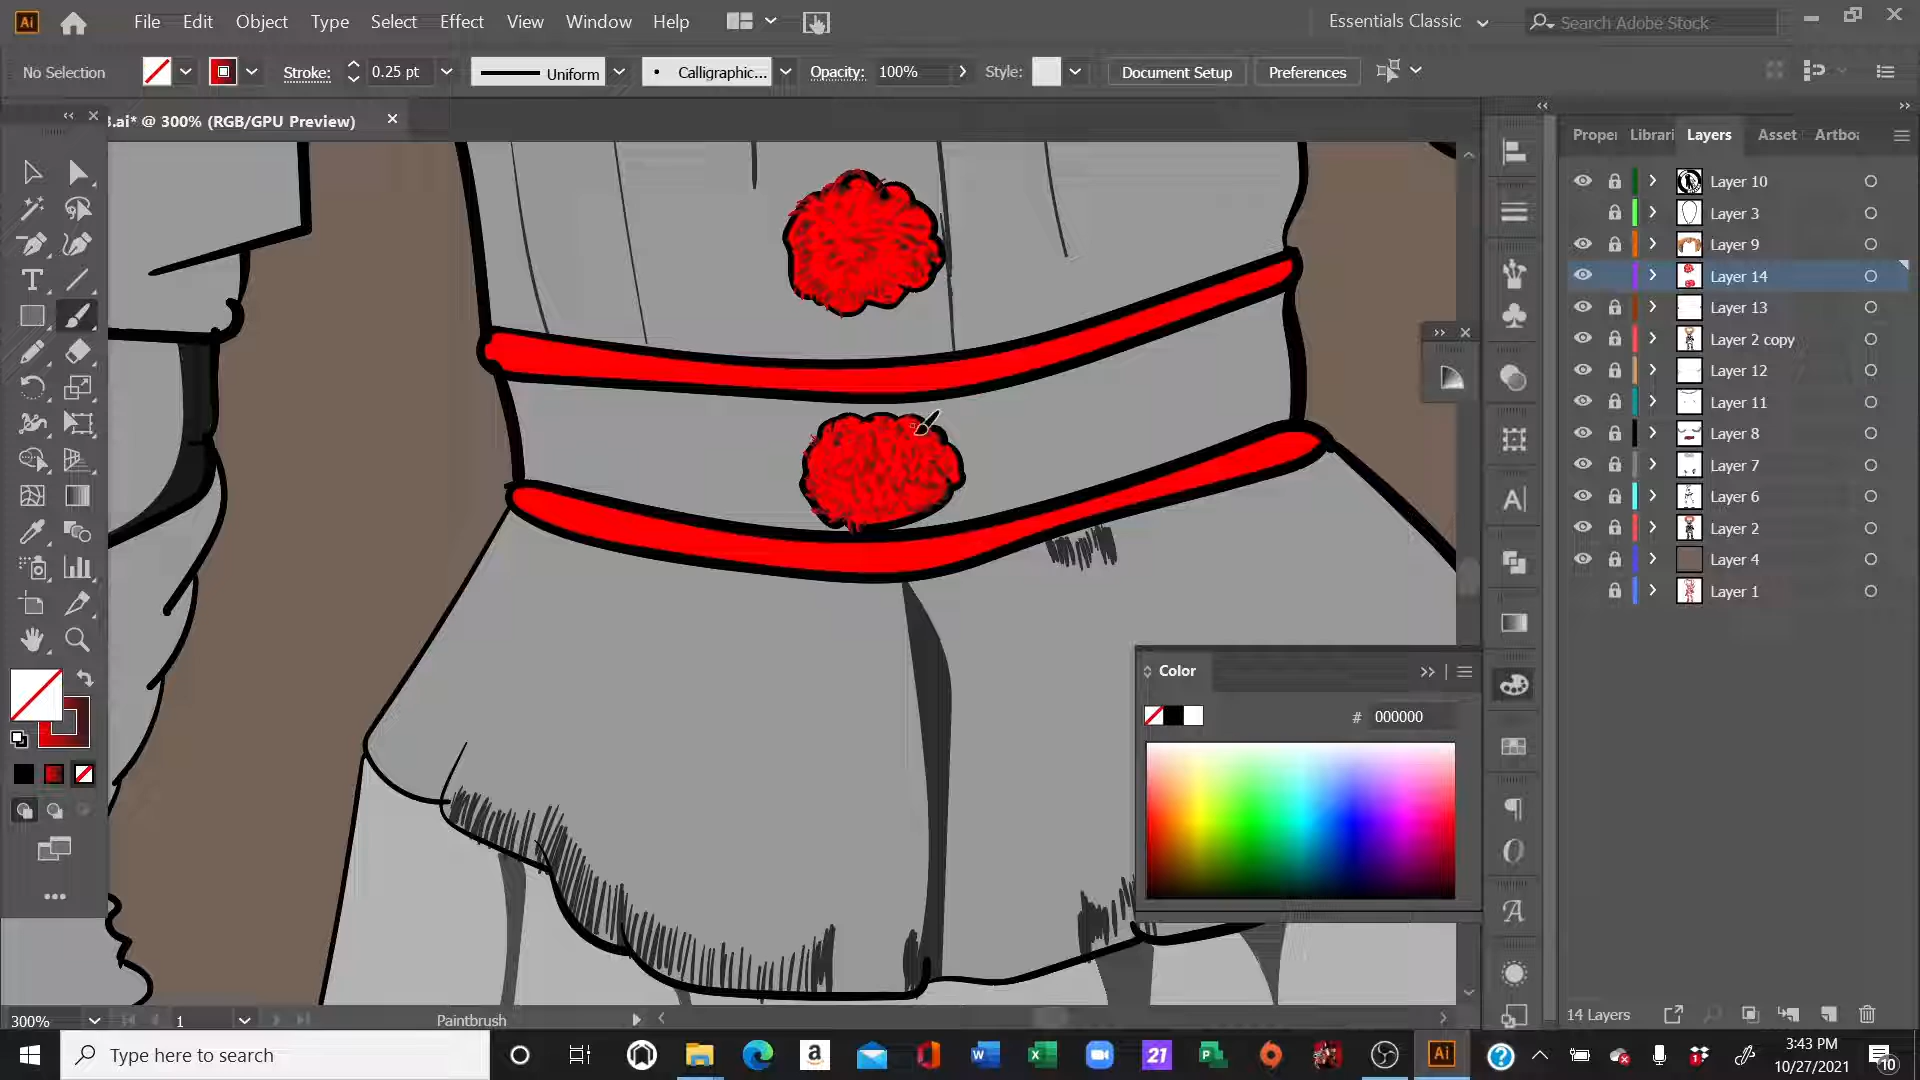 Ai File Edit Object Type Select Effect View Window Help Essentials Classic Search Adobe Stock
No Selection Stroke: 0.25 pt Uniform Calligraphic... Opacity: 100% Style: Document Setup Preferences
.ai* @ 300% (RGB/GPU Preview)
Proper Librari Layers Asset Artboa
Layer 10
Layer 3
Layer 9
Layer 14
Layer 13
Layer 2 copy
Layer 12
Layer 11
Layer 8
Layer 7
Layer 6
Layer 2
Layer 4
Layer 1
Color
# 000000
300% 1 Paintbrush 14 Layers
Type here to search
21
Ai
3:43 PM
10/27/2021
10